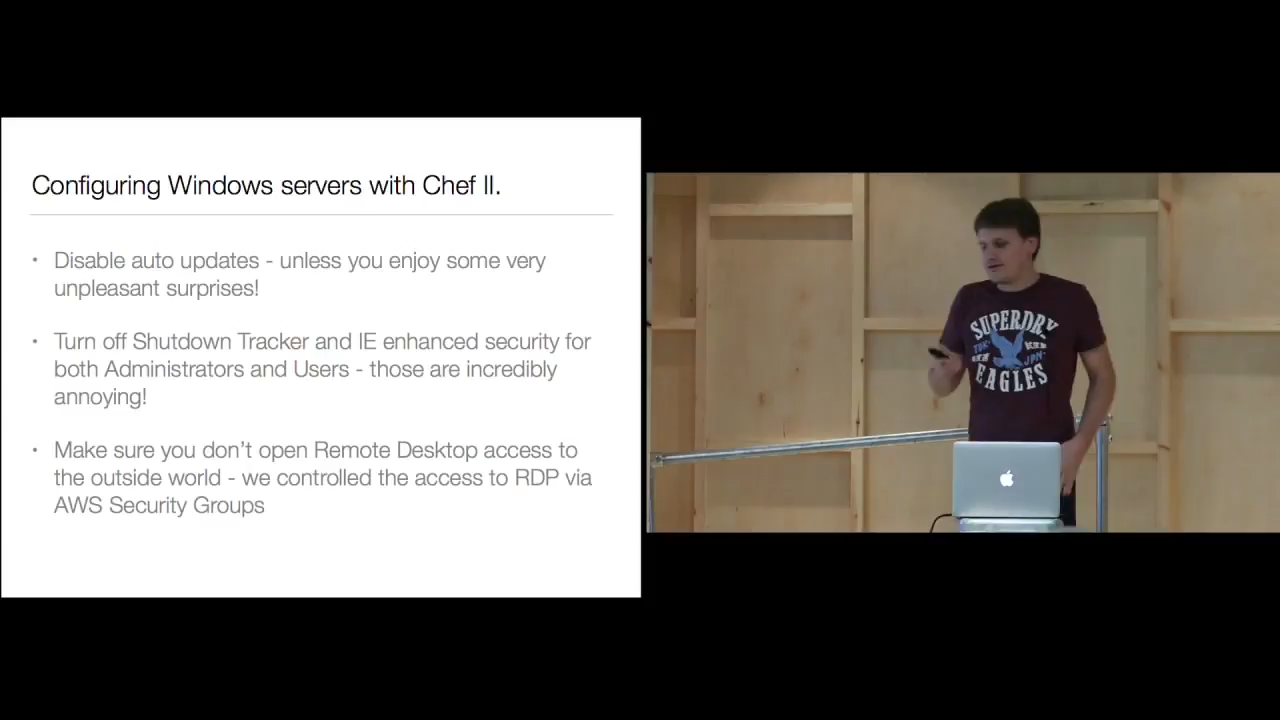 Configuring Windows servers with Chef II.
• Disable auto updates - unless you enjoy some very
unpleasant surprises!
• Turn off Shutdown Tracker and IE enhanced security for
both Administrators and Users - those are incredibly
annoying!
• Make sure you don't open Remote Desktop access to
the outside world - we controlled the access to RDP via
AWS Security Groups
SUPERDRY
EAGLES